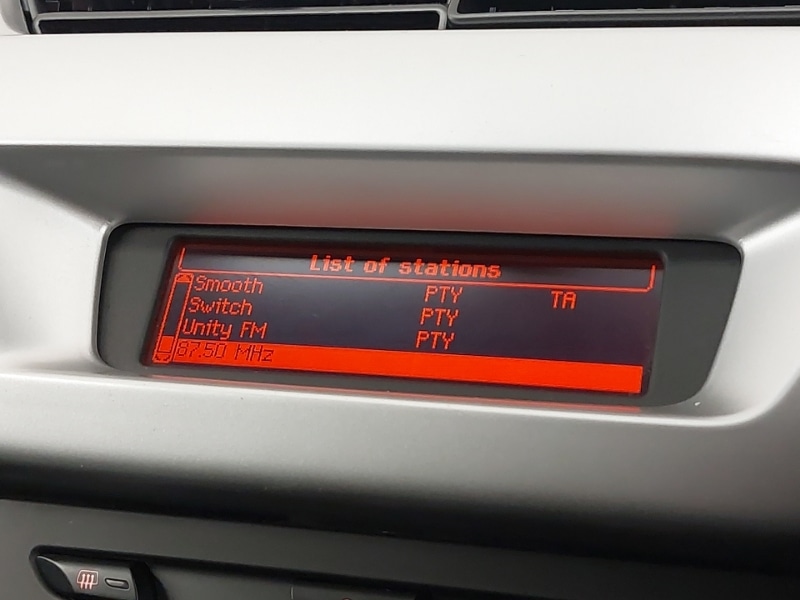 List of stations
Smooth PTY TA
Switch PTY
Unity FM PTY
87.50 MHz